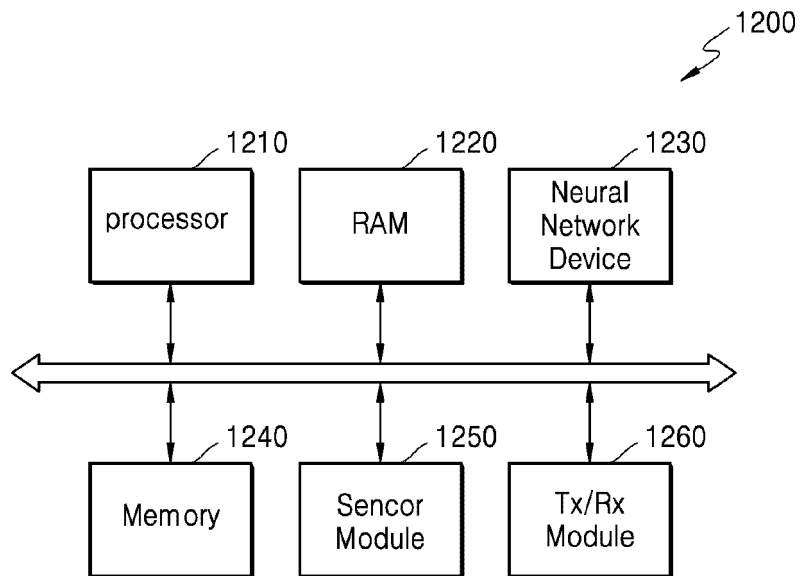 1200
1210
1220
1230
processor
RAM
Neural
Network
Device
1240
1250
1260
Memory
Sencor
Module
Tx/Rx
Module